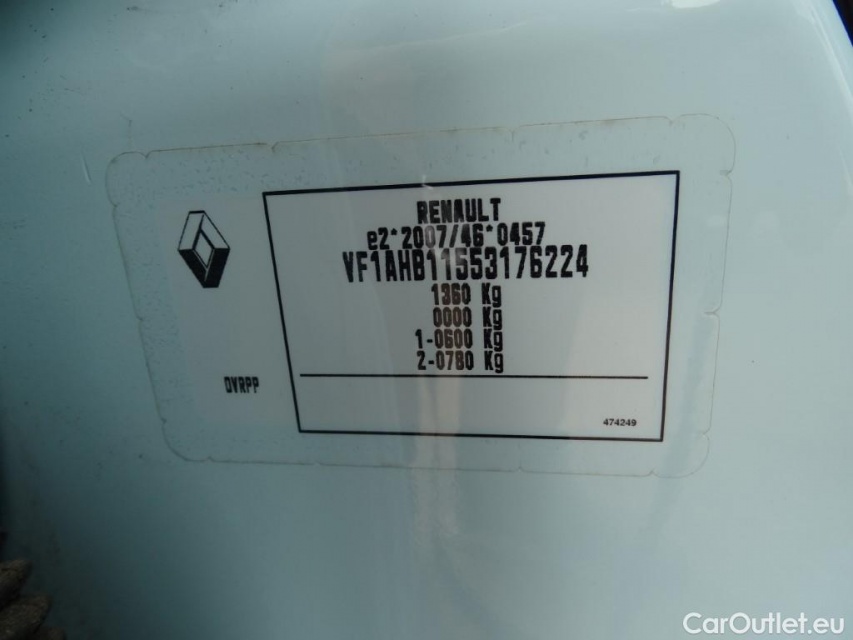 RENAULT
e2*2007/46*0457
VF1AHB11553176224
1360 Kg
0000 Kg
1-0600 Kg
2-0780 Kg
DVRPP
474249
CarOutlet.eu